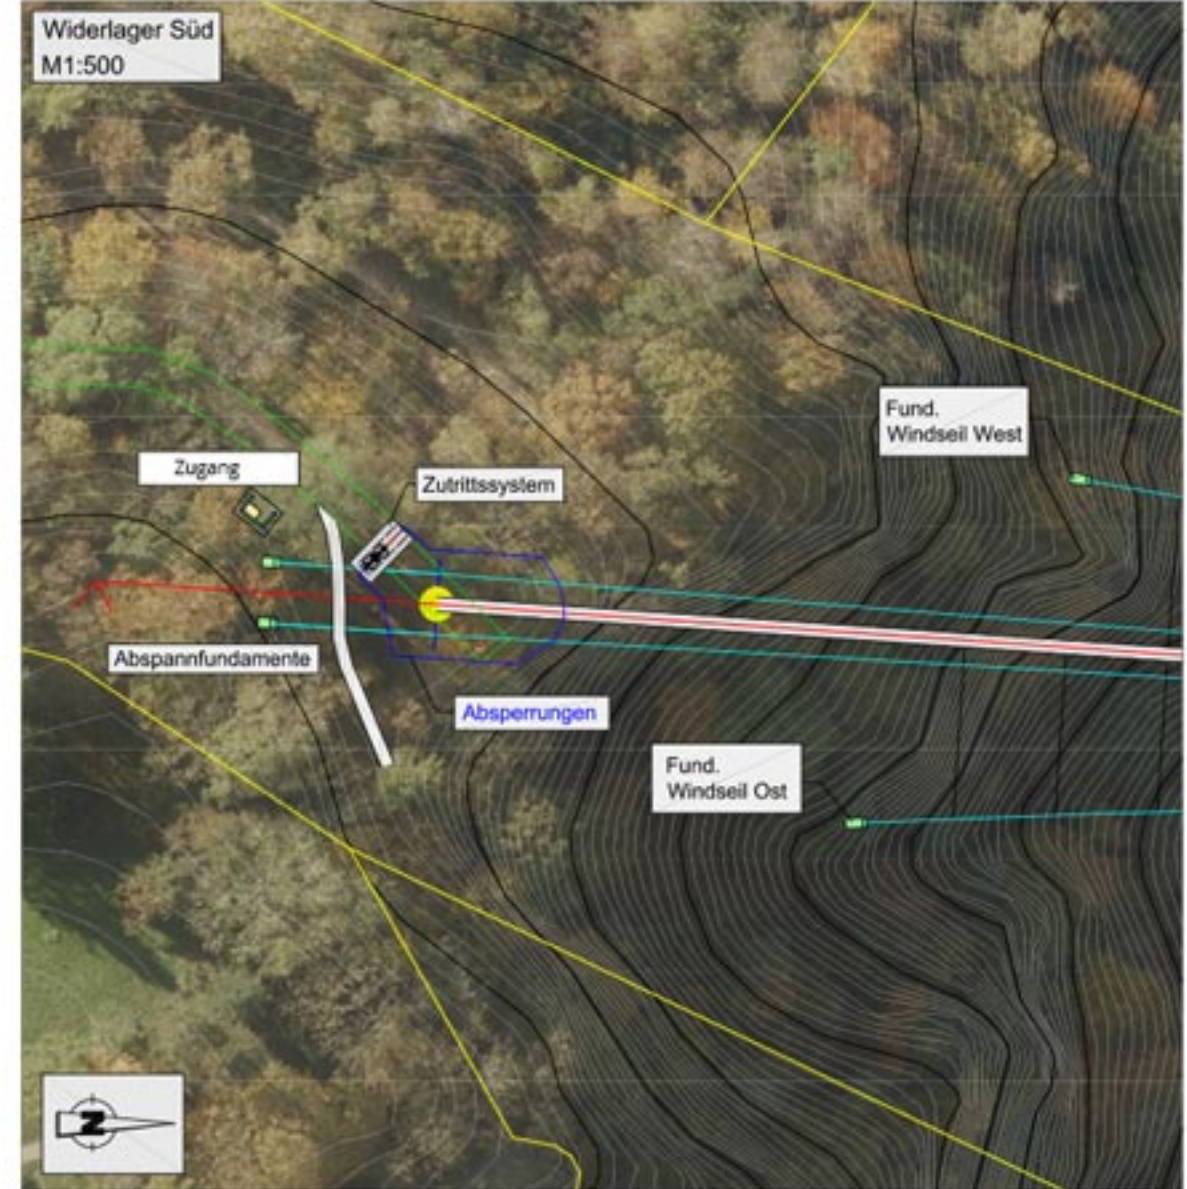 Widerlager Süd
M1:500
Fund.
Windseil West
Zugang
Zutrittssystem
Abspannfundamente
Absperrungen
Fund.
Windseil Ost
N